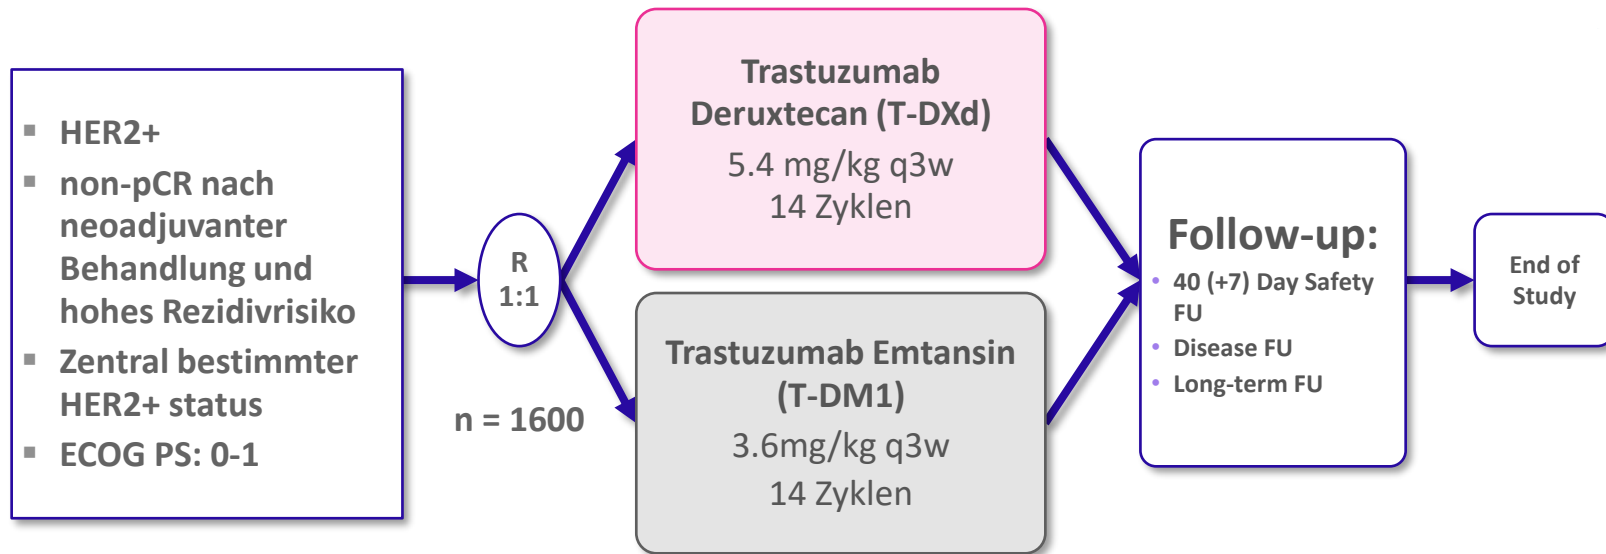 HER2+
non-pCR nach
neoadjuvanter
Behandlung und
hohes Rezidivrisiko
Zentral bestimmter
HER2+ status
ECOG PS: 0-1
R
1:1
n = 1600
Trastuzumab
Deruxtecan (T-DXd)
5.4 mg/kg q3w
14 Zyklen
Trastuzumab Emtansin
(T-DM1)
3.6mg/kg q3w
14 Zyklen
Follow-up:
40 (+7) Day Safety
FU
Disease FU
Long-term FU
End of
Study